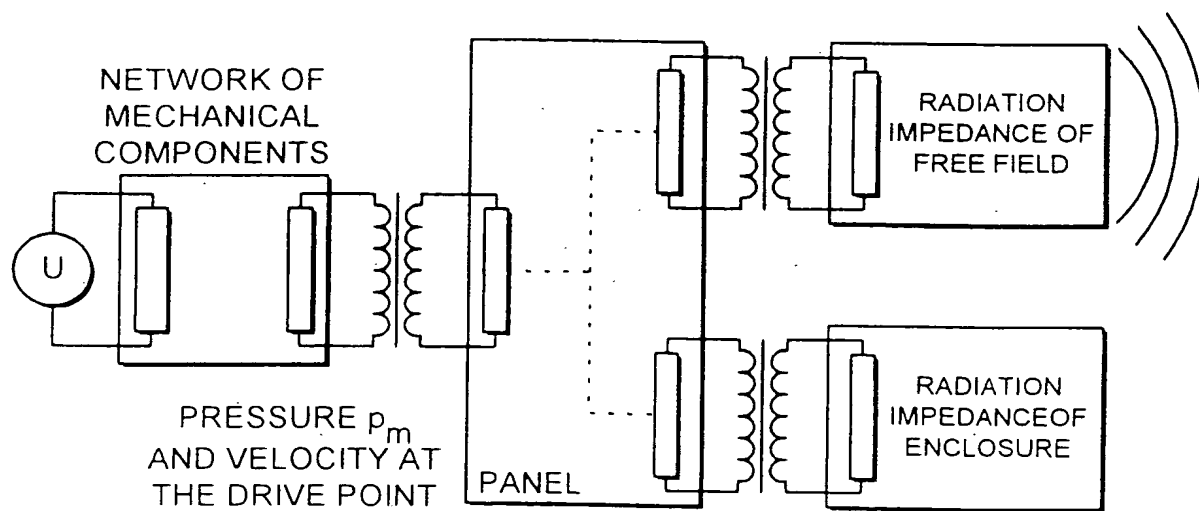 NETWORK OF
MECHANICAL
COMPONENTS
U
PRESSURE pm
AND VELOCITY AT
THE DRIVE POINT
PANEL
RADIATION
IMPEDANCE OF
FREE FIELD
RADIATION
IMPEDANCEOF
ENCLOSURE